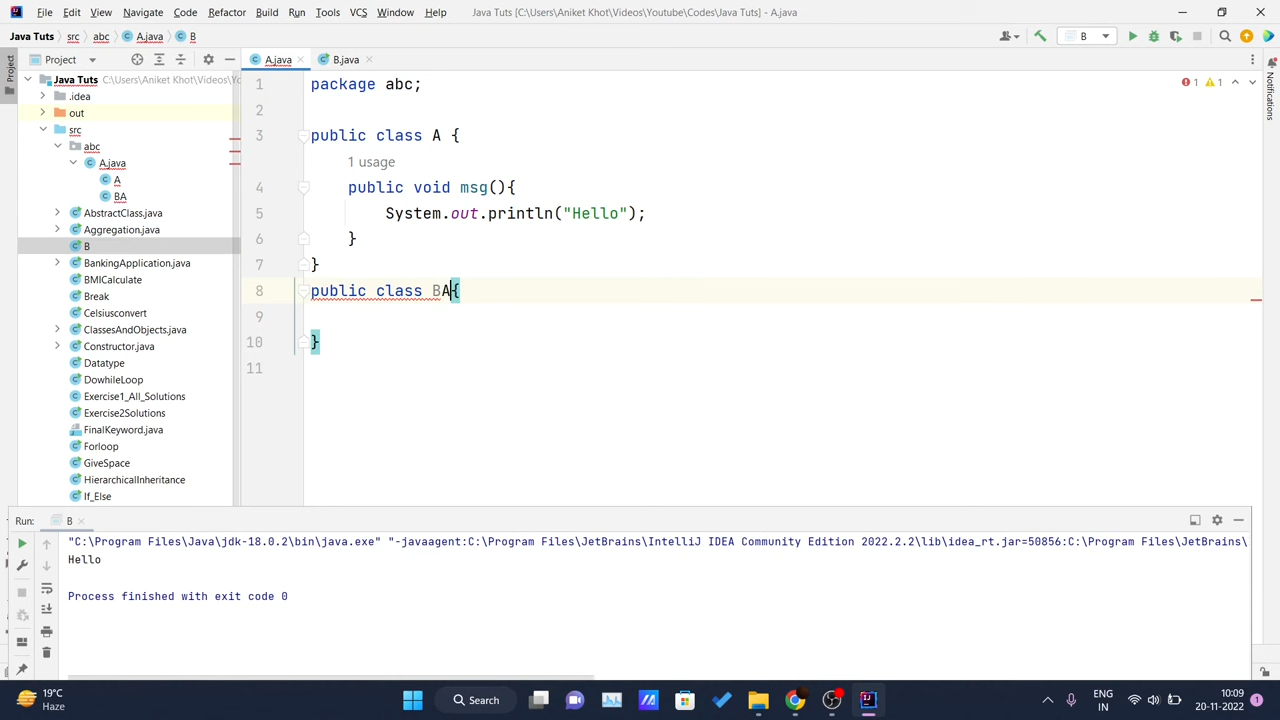 File Edit View Navigate Code Refactor Build Run Tools VCS Window Help Java Tuts [C:\Users\Aniket Khot\Videos\Youtube\Codes\Java Tuts] - A.java
Java Tuts src abc A.java B
B
Project
Project
A.java
B.java
Notifications
Java Tuts C:\Users\Aniket Khot\Videos\Yo
.idea
out
src
abc
A.java
A
BA
AbstractClass.java
Aggregation.java
B
BankingApplication.java
BMICalculate
Break
Celsiusconvert
ClassesAndObjects.java
Constructor.java
Datatype
DowhileLoop
Exercise1_All_Solutions
Exercise2Solutions
FinalKeyword.java
Forloop
GiveSpace
HierarchicalInheritance
If_Else
1 package abc;
2
3 public class A {
1 usage
4 public void msg(){
5 System.out.println("Hello");
6 }
7 }
8 public class BA{
9
10 }
11
1 1
Run: B
"C:\Program Files\Java\jdk-18.0.2\bin\java.exe" "-javaagent:C:\Program Files\JetBrains\IntelliJ IDEA Community Edition 2022.2.2\lib\idea_rt.jar=50856:C:\Program Files\JetBrains\
Hello
Process finished with exit code 0
19°C
Haze
Search
ENG
IN
10:09
20-11-2022
1